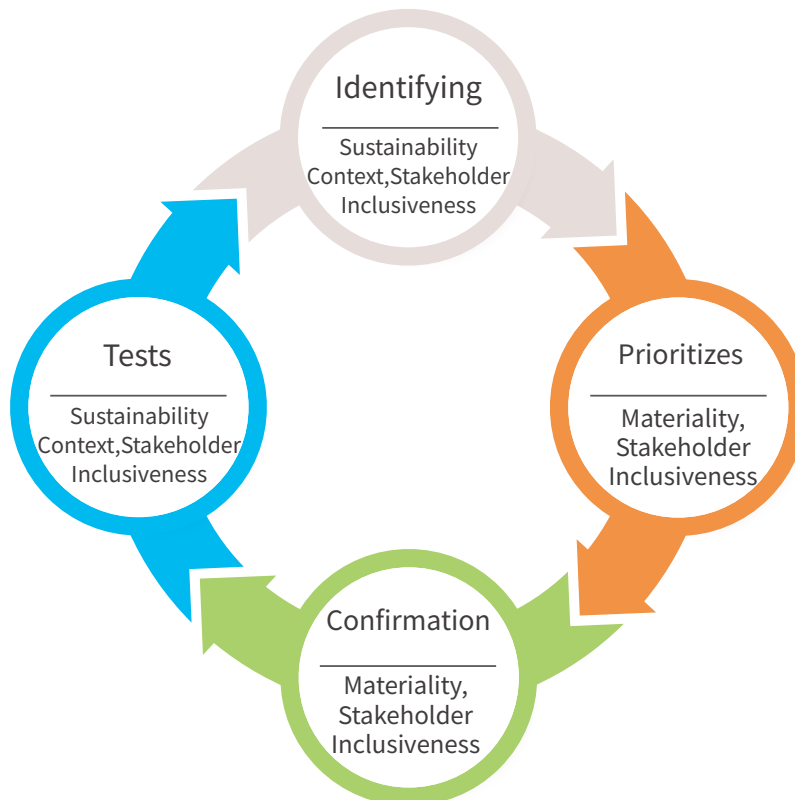 Identifying
Sustainability
Context,Stakeholder
Inclusiveness
Prioritizes
Materiality,
Stakeholder
Inclusiveness
Confirmation
Materiality,
Stakeholder
Inclusiveness
Tests
Sustainability
Context,Stakeholder
Inclusiveness